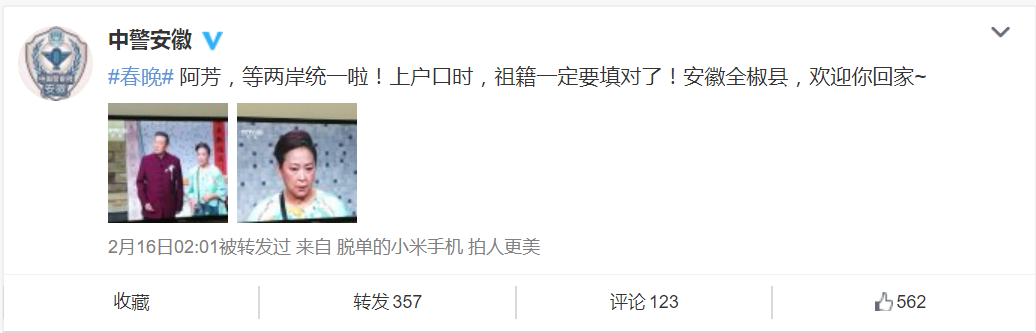 中警安徽
#春晚# 阿芳，等两岸统一啦！上户口时，祖籍一定要填对了！安徽全椒县，欢迎你回家~
2月16日02:01被转发过 来自 脱单的小米手机 拍人更美
收藏
转发 357
评论 123
562